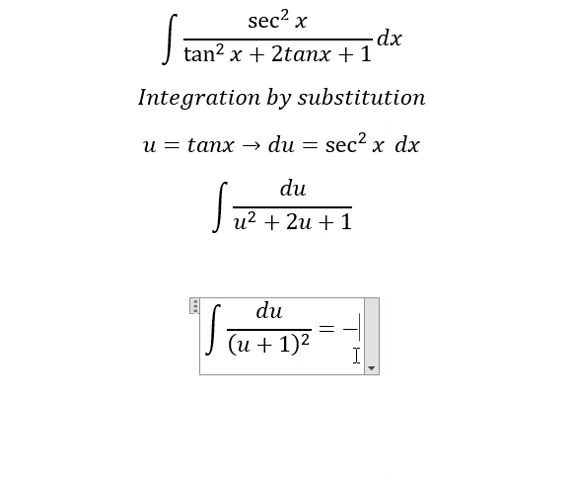 ∫ sec² x / (tan² x + 2tanx + 1) dx
Integration by substitution
u = tanx → du = sec² x dx
∫ du / (u² + 2u + 1)
∫ du / (u + 1)² = −